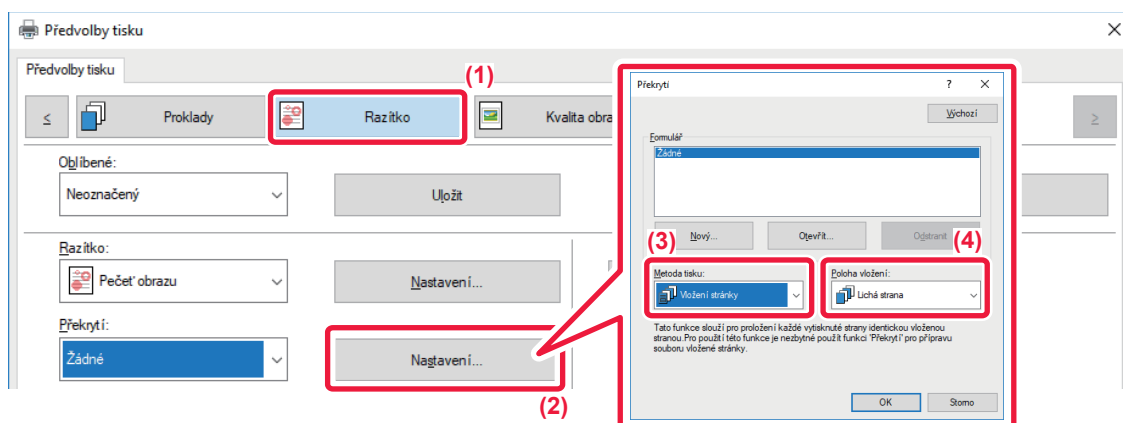 Předvolby tisku
Předvolby tisku
(1)
≤
Proklady
Razítko
Kvalita obra
≥
Oblíbené:
Neoznačený
Uložit
Razítko:
Pečeť obrazu
Nastavení...
Překrytí:
Žádné
Nastavení...
(2)
Překrytí
?
Výchozí
Formulář
Žádné
Nový...
Otevřít...
Odstranit
(3)
(4)
Metoda tisku:
Vložení stránky
Poloha vložení:
Lichá strana
Tato funkce slouží pro proložení každé vytisknuté strany identickou vloženou
stranou.Pro použití této funkce je nezbytné použít funkci 'Překrytí' pro přípravu
souboru vložené stránky.
OK
Storno